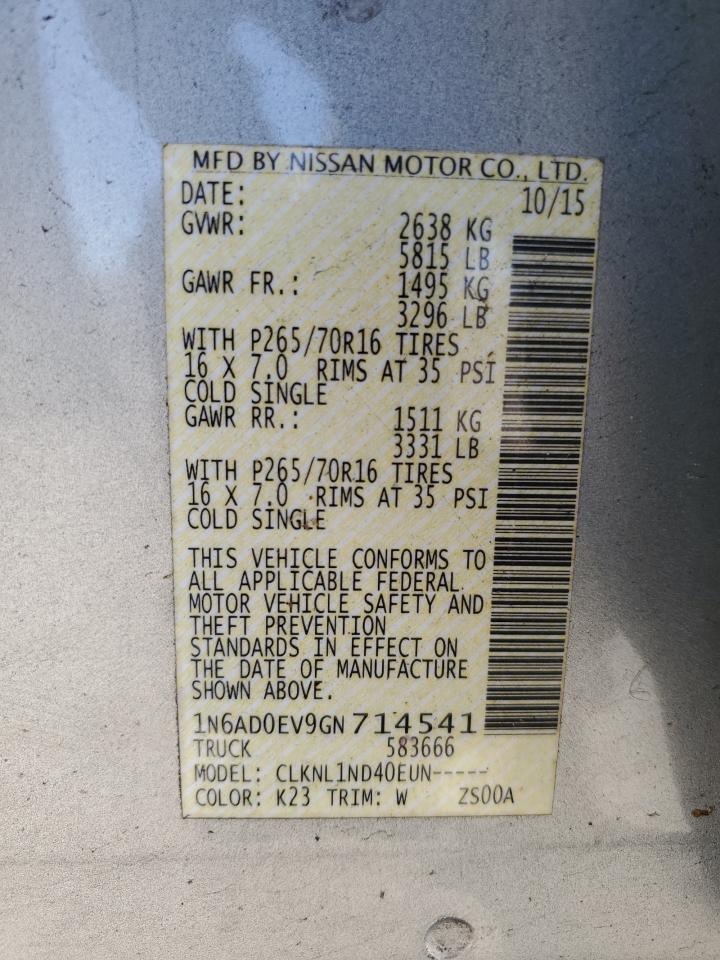 MFD BY NISSAN MOTOR CO., LTD.
DATE: 10/15
GVWR: 2638 KG
5815 LB
GAWR FR.: 1495 KG
3296 LB
WITH P265/70R16 TIRES
16 X 7.0 RIMS AT 35 PSI
COLD SINGLE
GAWR RR.: 1511 KG
3331 LB
WITH P265/70R16 TIRES
16 X 7.0 RIMS AT 35 PSI
COLD SINGLE
THIS VEHICLE CONFORMS TO
ALL APPLICABLE FEDERAL
MOTOR VEHICLE SAFETY AND
THEFT PREVENTION
STANDARDS IN EFFECT ON
THE DATE OF MANUFACTURE
SHOWN ABOVE.
1N6AD0EV9GN714541
TRUCK 583666
MODEL: CLKNL1ND40EUN-----
COLOR: K23 TRIM: W ZS00A